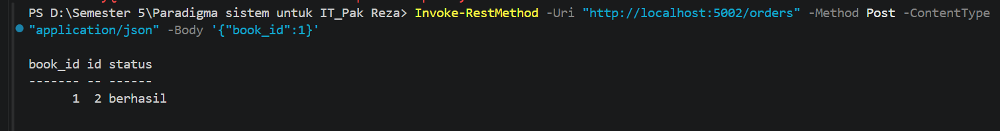 PS D:\Semester 5\Paradigma sistem untuk IT_Pak Reza> Invoke-RestMethod -Uri "http://localhost:5002/orders" -Method Post -ContentType
"application/json" -Body '{"book_id":1}'
book_id id status
------- -- ------
1 2 berhasil